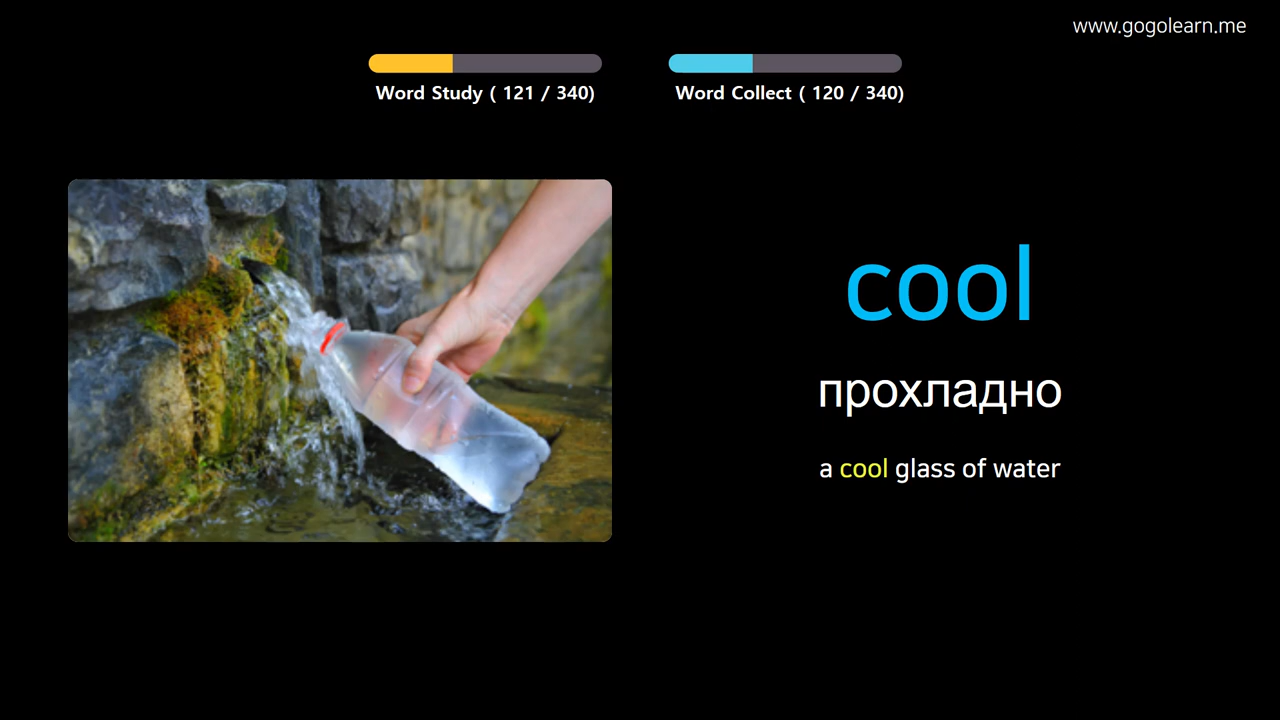 www.gogolearn.me
Word Study ( 121 / 340)
Word Collect ( 120 / 340)
cool
прохладно
a cool glass of water